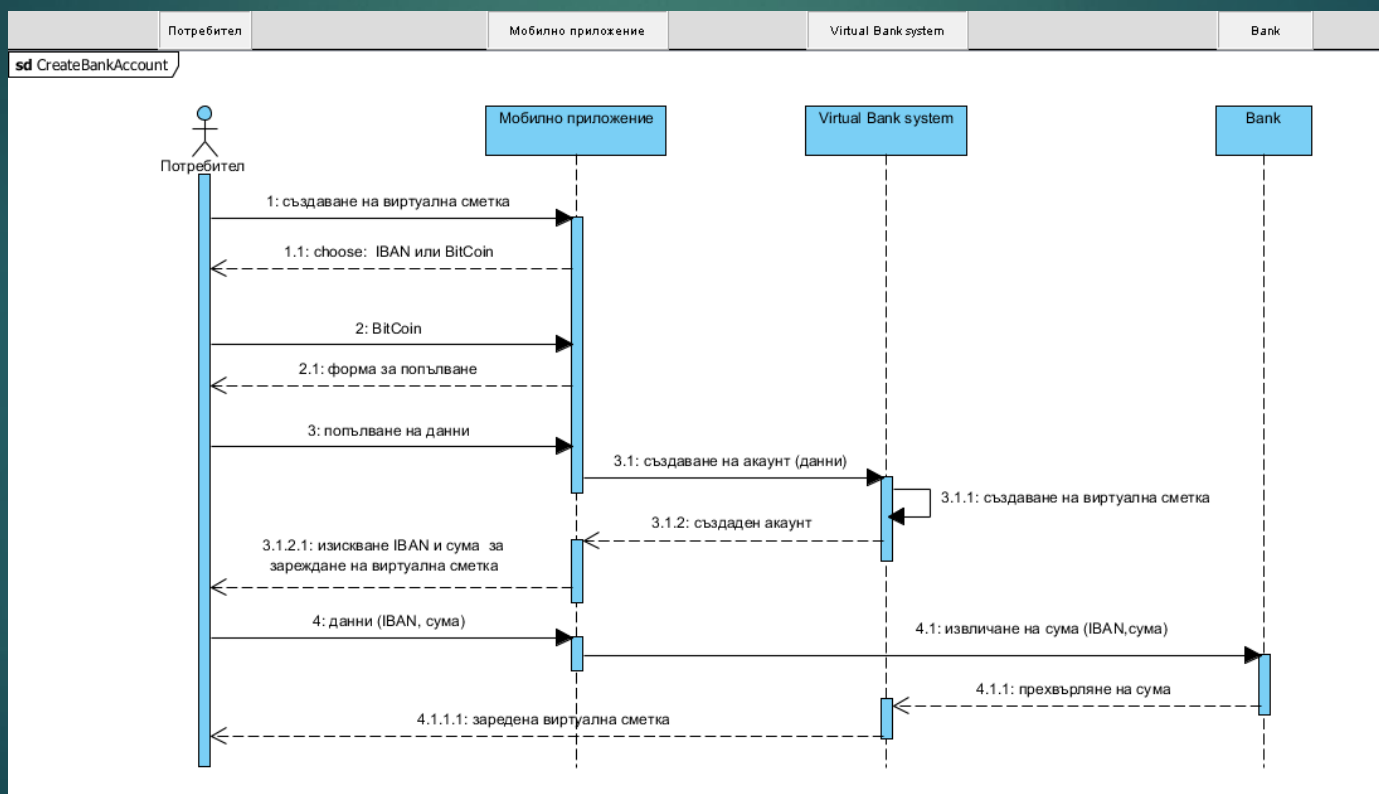 Потребител
Мобилно приложение
Virtual Bank system
Bank
sd CreateBankAccount
Потребител
Мобилно приложение
Virtual Bank system
Bank
1: създаване на виртуална сметка
1.1: choose: IBAN или BitCoin
2: BitCoin
2.1: форма за попълване
3: попълване на данни
3.1: създаване на акаунт (данни)
3.1.1: създаване на виртуална сметка
3.1.2: създаден акаунт
3.1.2.1: изискване IBAN и сума за
зареждане на виртуална сметка
4: данни (IBAN, сума)
4.1: извличане на сума (IBAN,сума)
4.1.1: прехвърляне на сума
4.1.1.1: заредена виртуална сметка